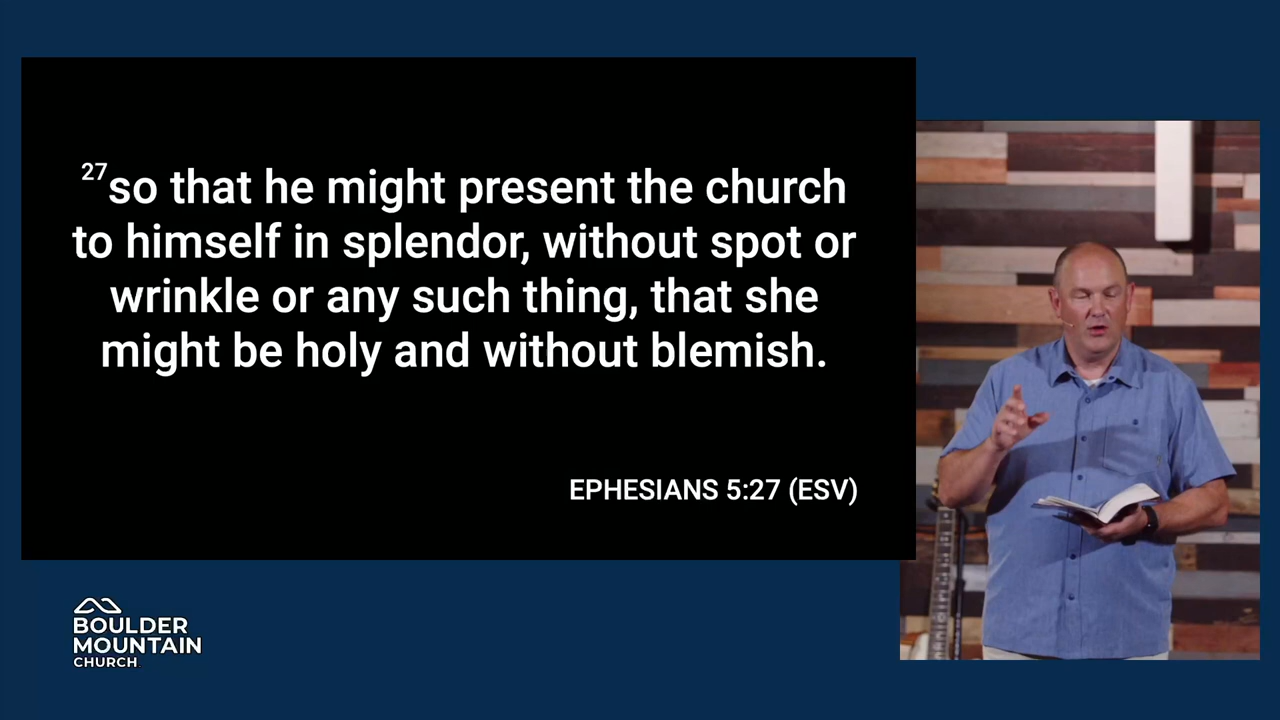 27so that he might present the church
to himself in splendor, without spot or
wrinkle or any such thing, that she
might be holy and without blemish.
EPHESIANS 5:27 (ESV)
BOULDER
MOUNTAIN
CHURCH